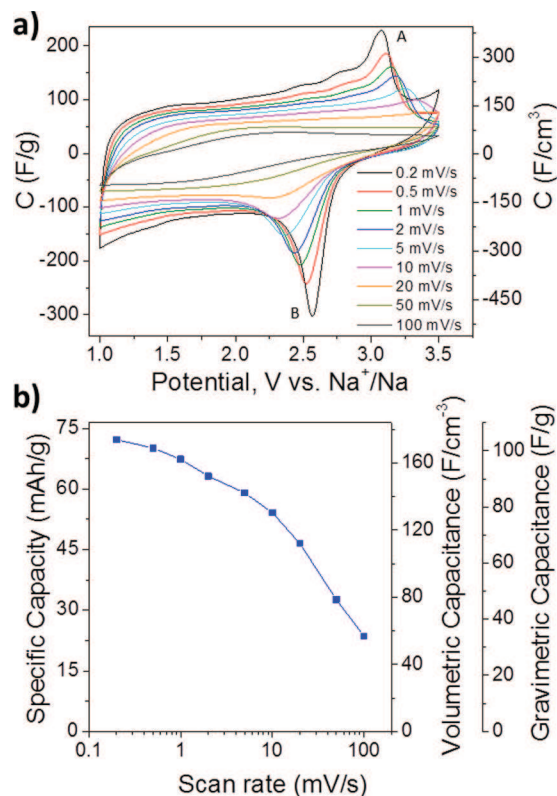 a)
A
200
100
0
-100
-200
-300
C (F/g)
300
150
0
-150
-300
-450
C (F/cm³)
0.2 mV/s
0.5 mV/s
1 mV/s
2 mV/s
5 mV/s
10 mV/s
20 mV/s
50 mV/s
100 mV/s
B
1.0 1.5 2.0 2.5 3.0 3.5
Potential, V vs. Na⁺/Na
b)
75
60
45
30
15
0
Specific Capacity (mAh/g)
160
120
80
40
0
Volumetric Capacitance (F/cm⁻³)
100
80
60
40
20
0
Gravimetric Capacitance (F/g)
0.1 1 10 100
Scan rate (mV/s)